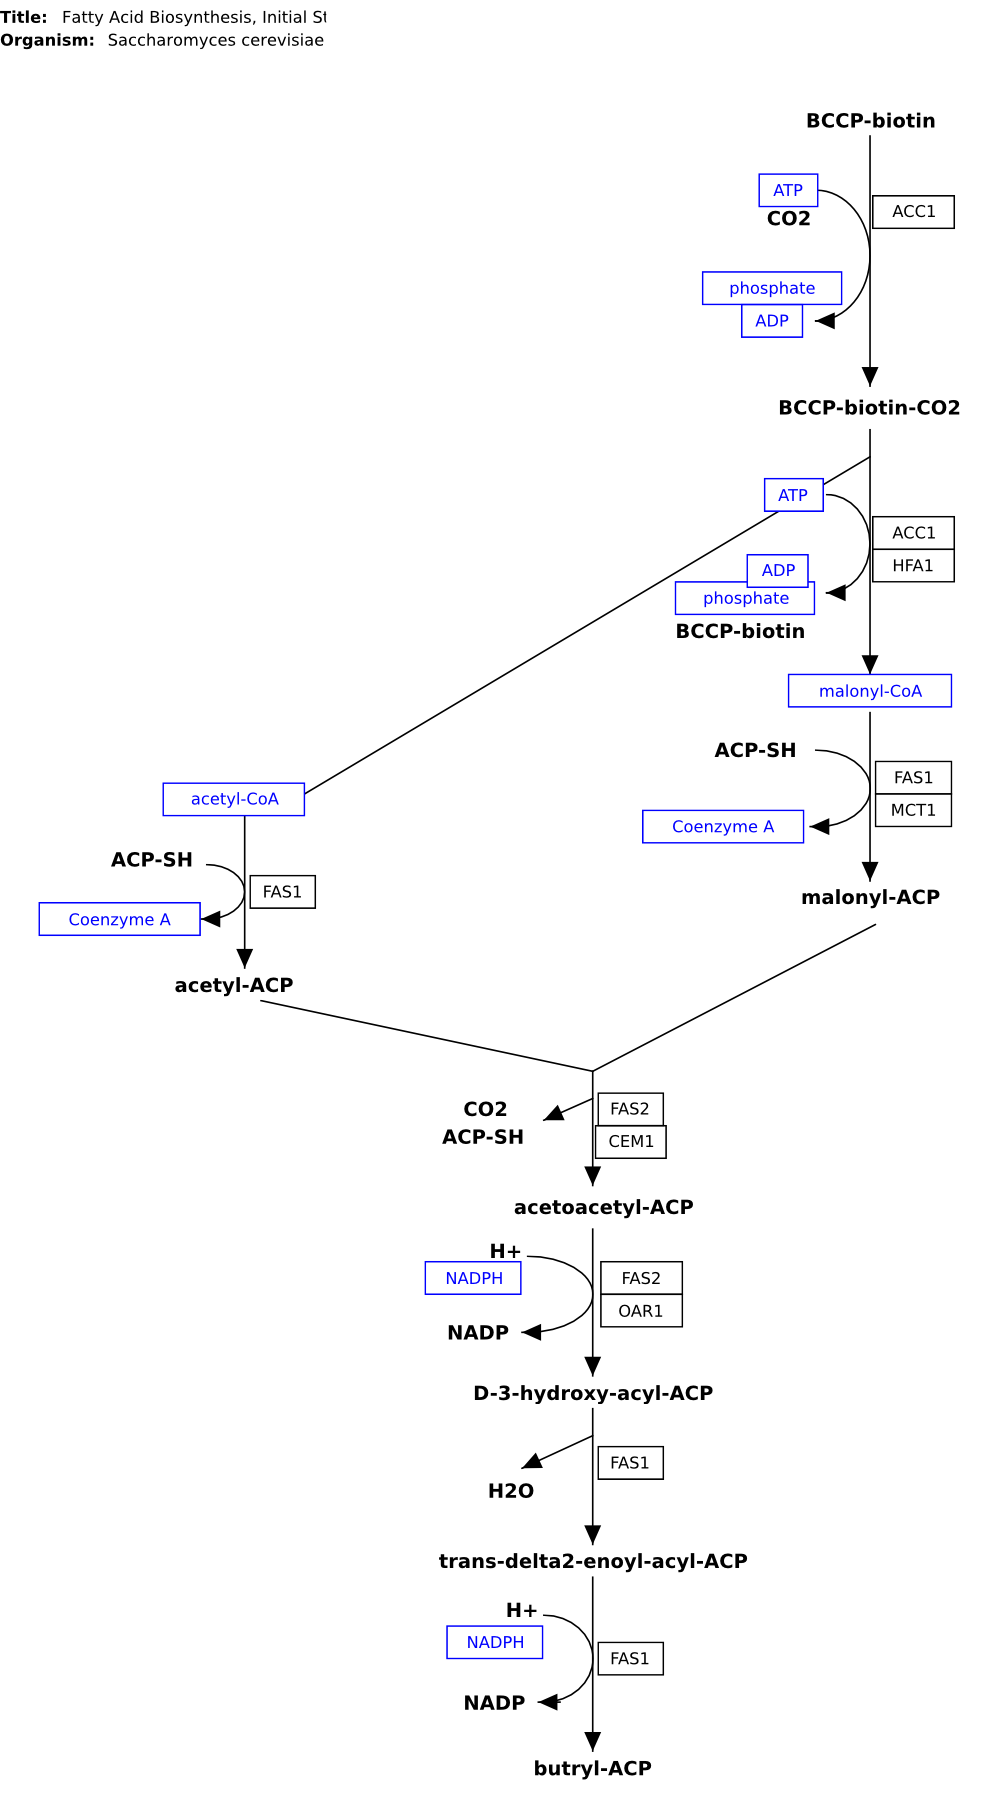 Title: Fatty Acid Biosynthesis, Initial St
Organism: Saccharomyces cerevisiae
BCCP-biotin
ATP
CO2
ACC1
phosphate
ADP
BCCP-biotin-CO2
ATP
ACC1
HFA1
ADP
phosphate
BCCP-biotin
malonyl-CoA
ACP-SH
FAS1
MCT1
Coenzyme A
malonyl-ACP
acetyl-CoA
ACP-SH
FAS1
Coenzyme A
acetyl-ACP
CO2
ACP-SH
FAS2
CEM1
acetoacetyl-ACP
H+
NADPH
FAS2
OAR1
NADP
D-3-hydroxy-acyl-ACP
FAS1
H2O
trans-delta2-enoyl-acyl-ACP
H+
NADPH
FAS1
NADP
butryl-ACP